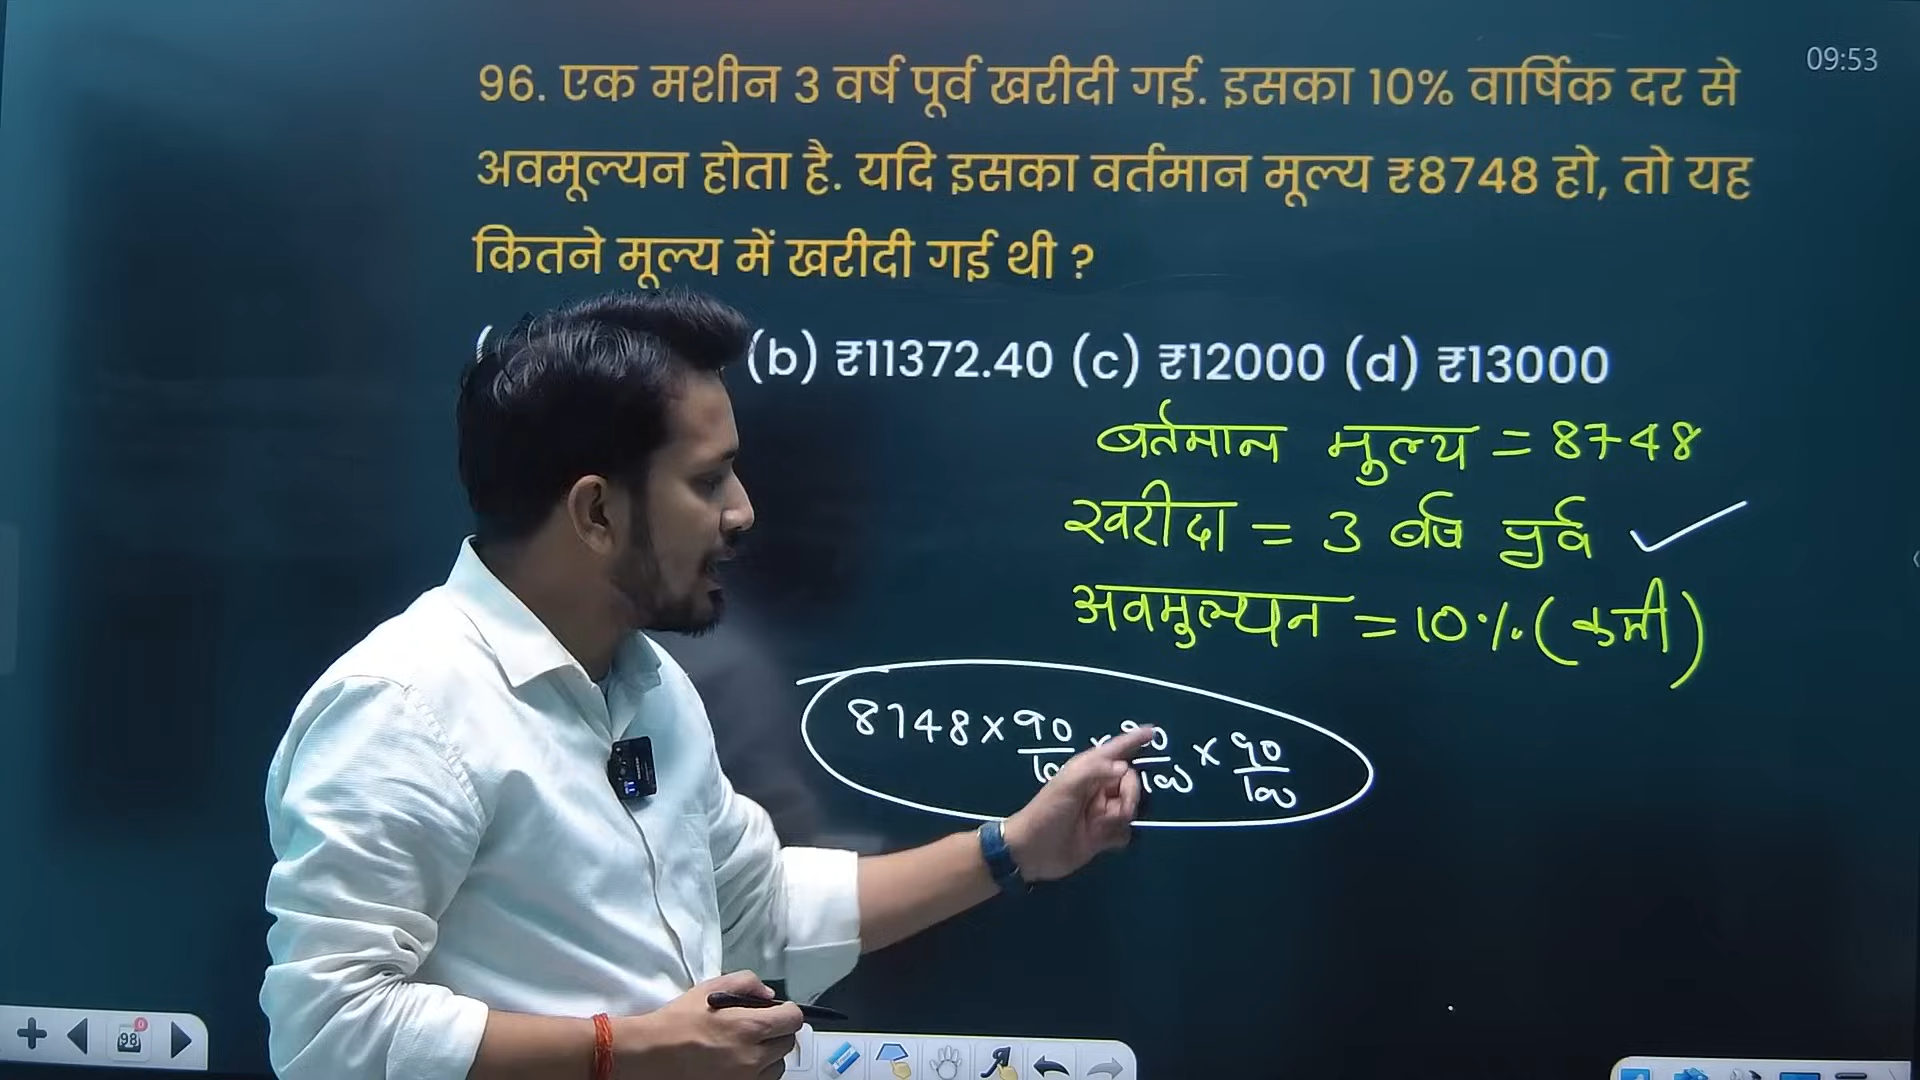 09:53
96. एक मशीन 3 वर्ष पूर्व खरीदी गई. इसका 10% वार्षिक दर से
अवमूल्यन होता है. यदि इसका वर्तमान मूल्य ₹8748 हो, तो यह
कितने मूल्य में खरीदी गई थी ?
(b) ₹11372.40 (c) ₹12000 (d) ₹13000
वर्तमान मुल्य = 8748
खरीदा = 3 वर्ष पुर्व
अवमुल्यन = 10% (कमी)
8748 × 90/100 × 90/100 × 90/100
98